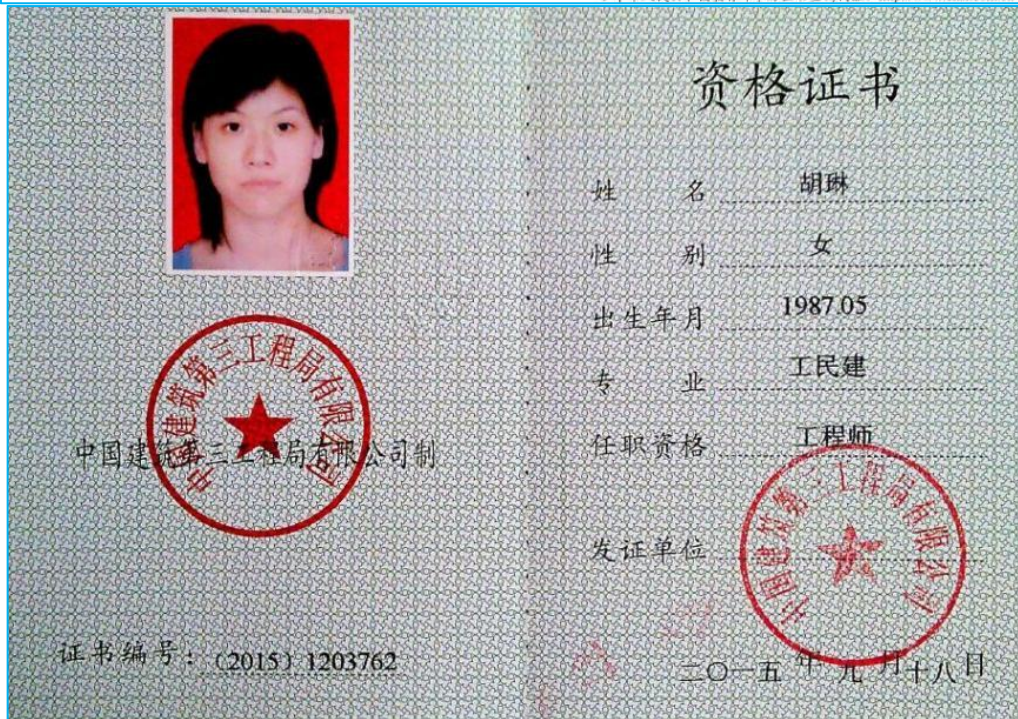 中国建筑第三工程局有限公司
中国建筑第三工程局有限公司制
证书编号：（2015）1203762
资格证书
姓名 胡琳
性别 女
出生年月 1987.05
专业 工民建
任职资格 工程师
发证单位
中国建筑第三工程局有限公司
二〇一五年九月十八日